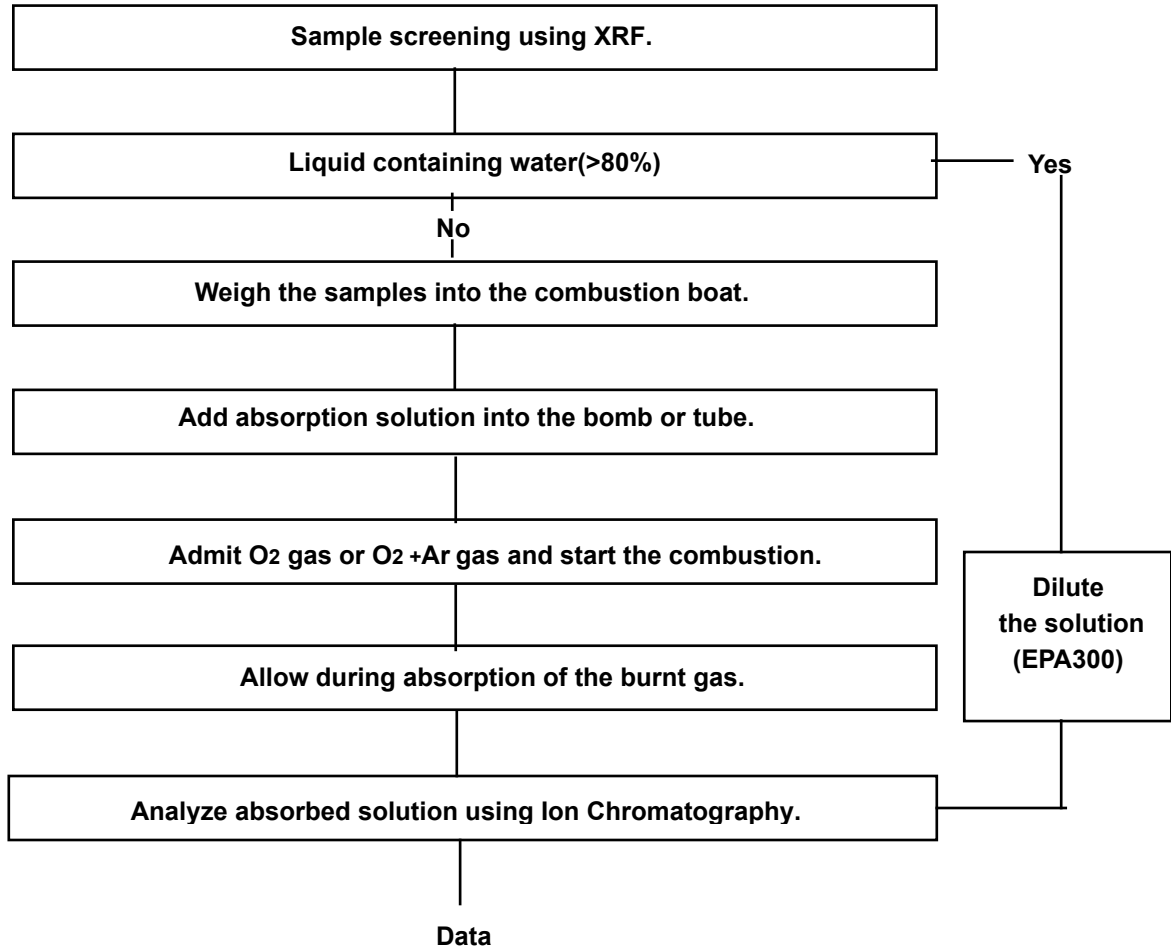 Sample screening using XRF.
Liquid containing water(>80%)
Yes
No
Weigh the samples into the combustion boat.
Add absorption solution into the bomb or tube.
Admit O2 gas or O2 +Ar gas and start the combustion.
Dilute
the solution
(EPA300)
Allow during absorption of the burnt gas.
Analyze absorbed solution using Ion Chromatography.
Data